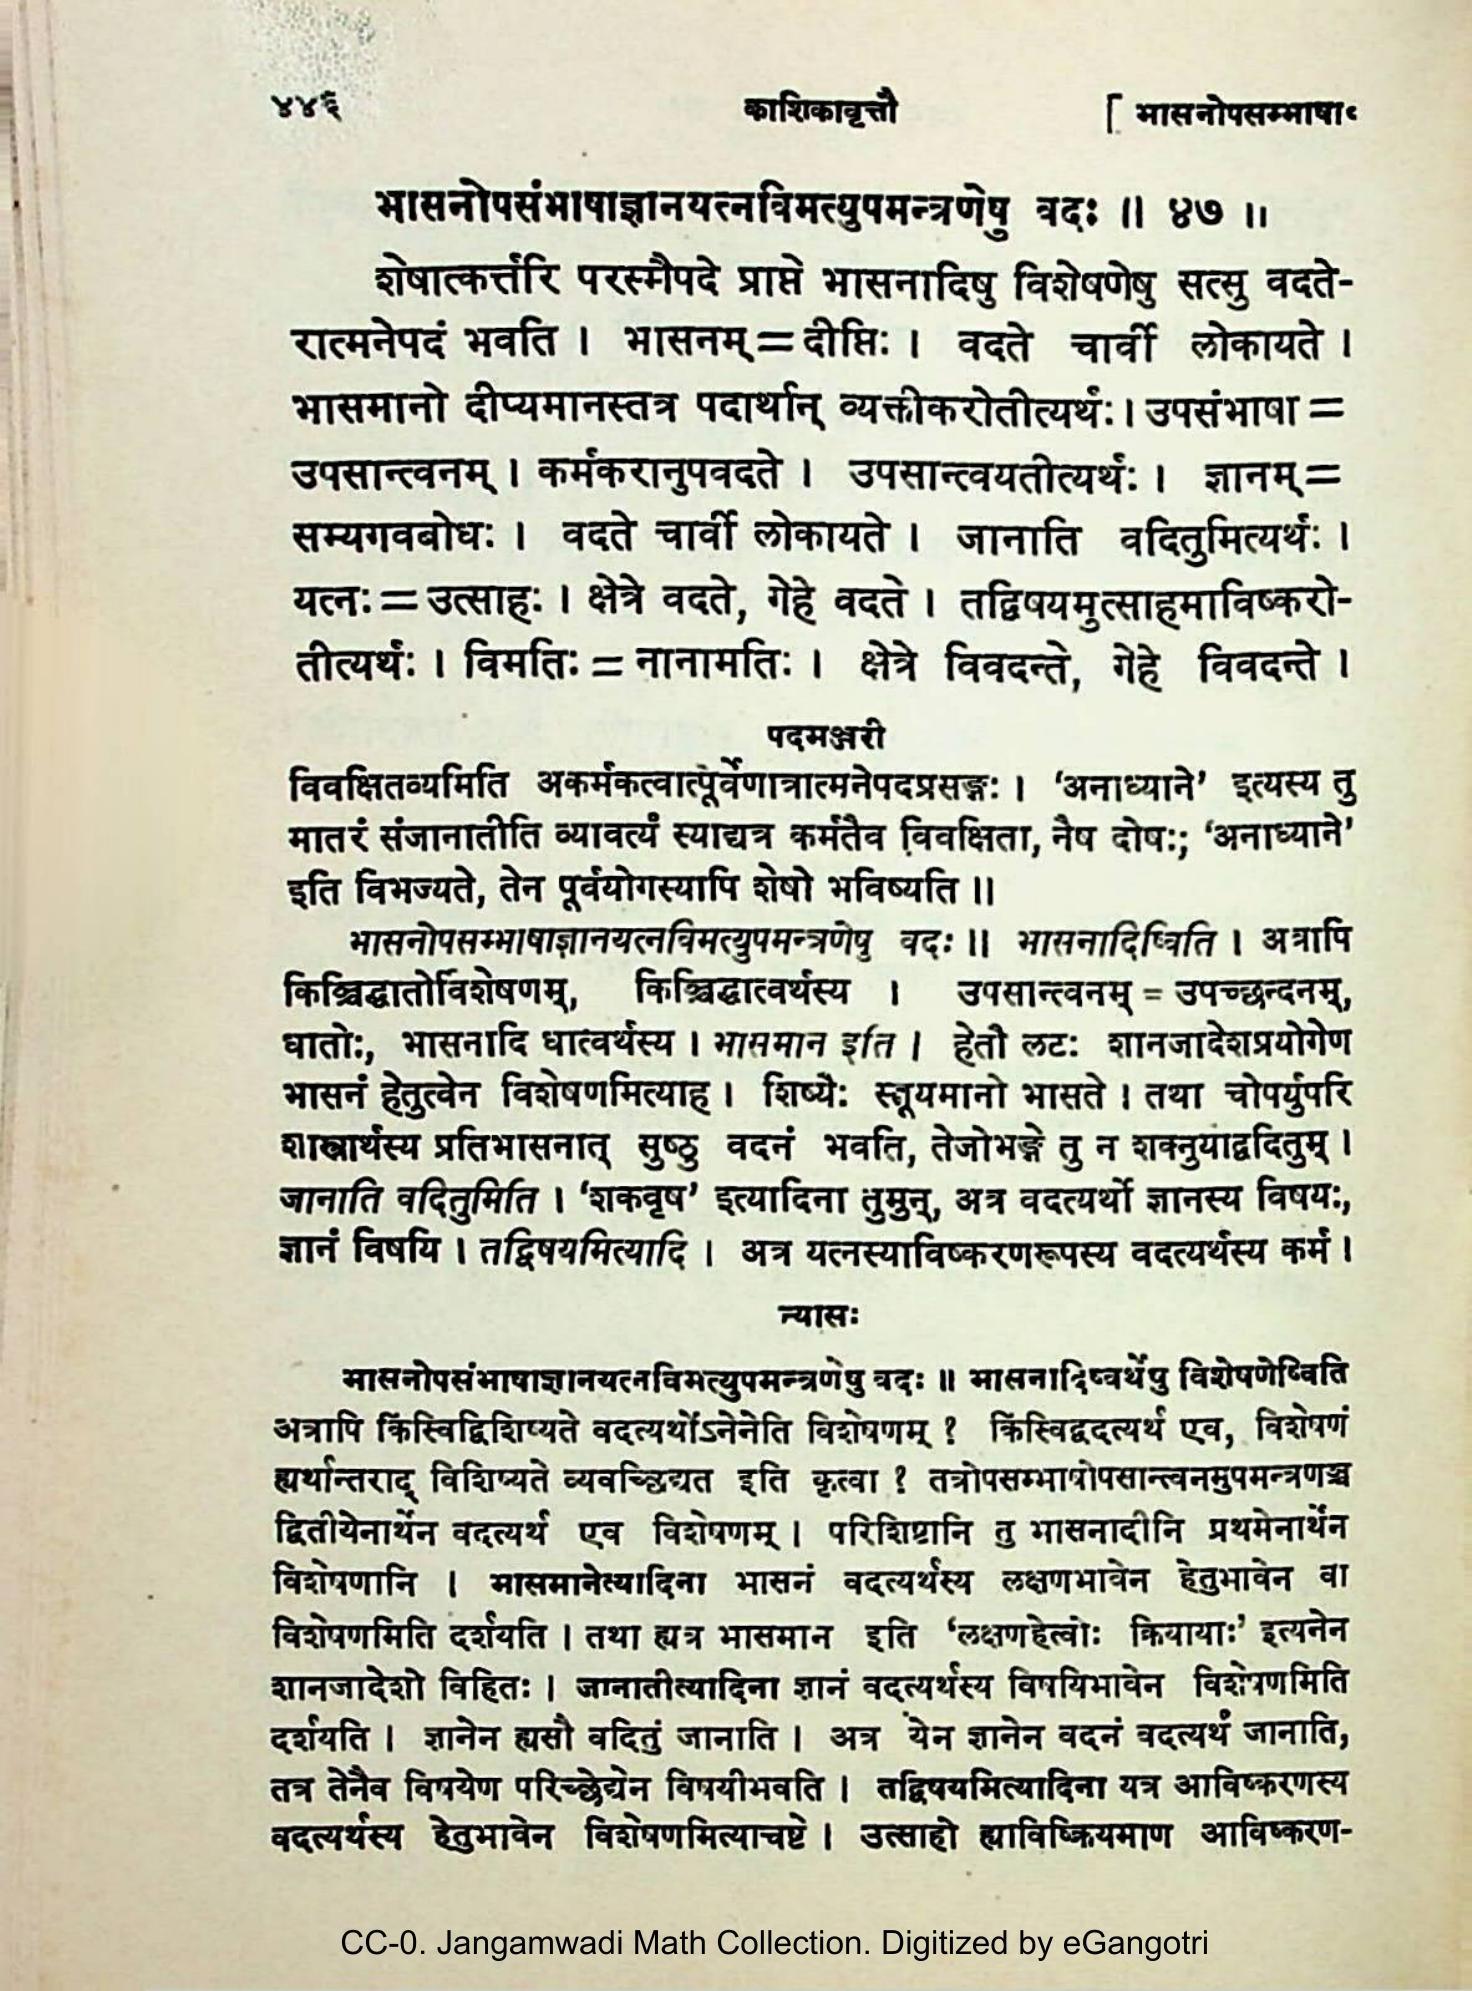 ४४६ काशिकावृत्तौ [ भासनोपसम्भाषा॰
भासनोपसंभाषाज्ञानयत्नविमत्युपमन्त्रणेषु वदः ॥ ४७ ॥
शेषात्कर्त्तरि परस्मैपदे प्राप्ते भासनादिषु विशेषणेषु सत्सु वदते-
रात्मनेपदं भवति । भासनम् = दीप्तिः । वदते चार्वी लोकायते ।
भासमानो दीप्यमानस्तत्र पदार्थान् व्यक्तीकरोतीत्यर्थः । उपसंभाषा =
उपसान्त्वनम् । कर्मकरानुपवदते । उपसान्त्वयतीत्यर्थः । ज्ञानम् =
सम्यगवबोधः । वदते चार्वी लोकायते । जानाति वदितुमित्यर्थः ।
यत्नः = उत्साहः । क्षेत्रे वदते, गेहे वदते । तद्विषयमुत्साहमाविष्करो-
तीत्यर्थः । विमतिः = नानामतिः । क्षेत्रे विवदन्ते, गेहे विवदन्ते ।
पदमञ्जरी
विवक्षितव्यमिति अकर्मकत्वात्पूर्वेणात्रात्मनेपदप्रसङ्गः । ‘अनाध्याने’ इत्यस्य तु
मातरं संजानातीति व्यावर्त्यं स्याद्यत्र कर्मतैव विवक्षिता, नैष दोषः; ‘अनाध्याने’
इति विभज्यते, तेन पूर्वयोगस्यापि शेषो भविष्यति ॥
भासनोपसम्भाषाज्ञानयत्नविमत्युपमन्त्रणेषु वदः ॥ भासनादिष्विति । अत्रापि
किञ्चिद्धातोर्विशेषणम्, किञ्चिद्धात्वर्थस्य । उपसान्त्वनम् = उपच्छन्दनम्,
धातोः, भासनादि धात्वर्थस्य । भासमान इति । हेतौ लटः शानजादेशप्रयोगेण
भासनं हेतुत्वेन विशेषणमित्याह । शिष्यैः स्तूयमानो भासते । तथा चोपर्युपरि
शास्त्रार्थस्य प्रतिभासनात् सुष्ठु वदनं भवति, तेजोभङ्गे तु न शक्नुयाद्वदितुम् ।
जानाति वदितुमिति । ‘शकवृष’ इत्यादिना तुमुन्, अत्र वदत्यर्थो ज्ञानस्य विषयः,
ज्ञानं विषयि । तद्विषयमित्यादि । अत्र यत्नस्याविष्करणरूपस्य वदत्यर्थस्य कर्म ।
न्यासः
भासनोपसंभाषाज्ञानयत्नविमत्युपमन्त्रणेषु वदः ॥ भासनादिष्वर्थेषु विशेषणेष्विति
अत्रापि किंस्विद्विशिष्यते वदत्यर्थोऽनेनेति विशेषणम् ? किंस्विद्वदत्यर्थ एव, विशेषणं
ह्यर्थान्तराद् विशिष्यते व्यवच्छिद्यत इति कृत्वा ? तत्रोपसम्भाषोपसान्त्वनमुपमन्त्रणञ्च
द्वितीयेनार्थेन वदत्यर्थ एव विशेषणम् । परिशिष्टानि तु भासनादीनि प्रथमेनार्थेन
विशेषणानि । भासमानेत्यादिना भासनं वदत्यर्थस्य लक्षणभावेन हेतुभावेन वा
विशेषणमिति दर्शयति । तथा ह्यत्र भासमान इति ‘लक्षणहेत्वोः क्रियायाः’ इत्यनेन
शानजादेशो विहितः । जानातीत्यादिना ज्ञानं वदत्यर्थस्य विषयिभावेन विशेषणमिति
दर्शयति । ज्ञानेन ह्यसौ वदितुं जानाति । अत्र येन ज्ञानेन वदनं वदत्यर्थं जानाति,
तत्र तेनैव विषयेण परिच्छेद्येन विषयीभवति । तद्विषयमित्यादिना यत्र आविष्करणस्य
वदत्यर्थस्य हेतुभावेन विशेषणमित्याचष्टे । उत्साहो ह्याविष्क्रियमाण आविष्करण-
CC-0. Jangamwadi Math Collection. Digitized by eGangotri